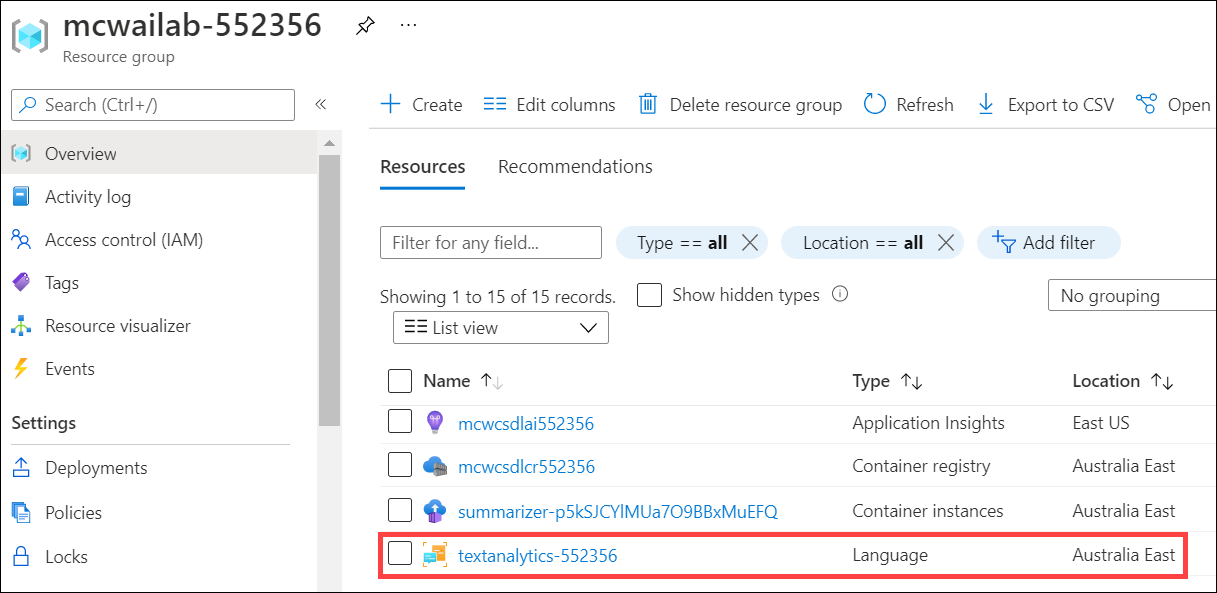 mcwailab-552356
Resource group
Search (Ctrl+/)
Overview
Activity log
Access control (IAM)
Tags
Resource visualizer
Events
Settings
Deployments
Policies
Locks
Create Edit columns Delete resource group Refresh Export to CSV Open
Resources Recommendations
Filter for any field... Type == all Location == all Add filter
Showing 1 to 15 of 15 records. Show hidden types No grouping
List view
Name Type Location
mcwcsdlai552356 Application Insights East US
mcwcsdlcr552356 Container registry Australia East
summarizer-p5kSJCYlMUa7O9BBxMuEFQ Container instances Australia East
textanalytics-552356 Language Australia East